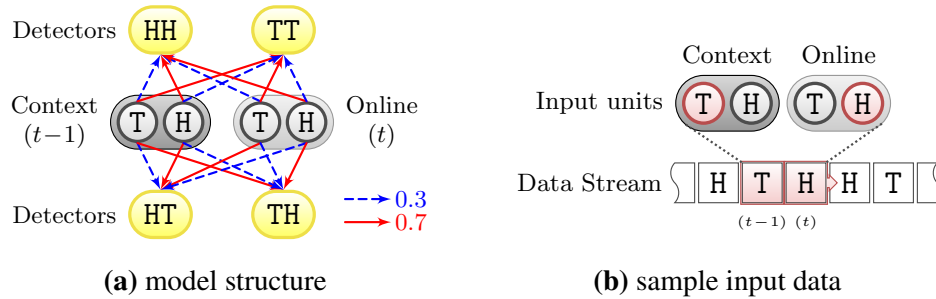 Detectors HH TT
Context (t−1) T H T H Online (t)
Detectors HT TH
0.3
0.7
(a) model structure
Context Online
Input units T H T H
Data Stream H T H H T
(t−1) (t)
(b) sample input data